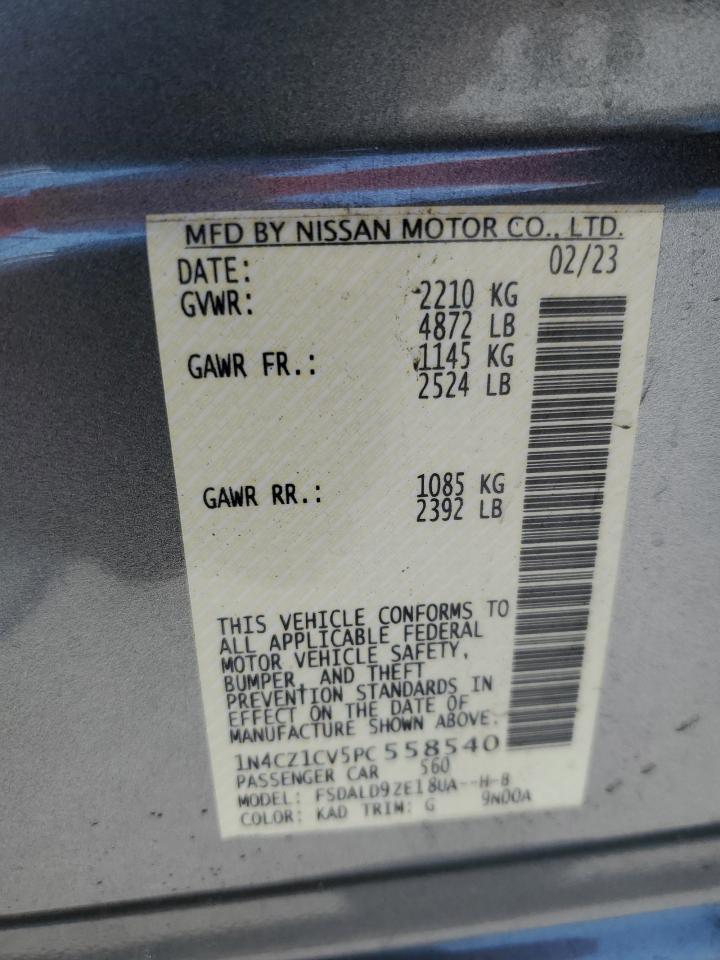 MFD BY NISSAN MOTOR CO., LTD.
DATE: 02/23
GVWR: 2210 KG
4872 LB
GAWR FR.: 1145 KG
2524 LB
GAWR RR.: 1085 KG
2392 LB
THIS VEHICLE CONFORMS TO
ALL APPLICABLE FEDERAL
MOTOR VEHICLE SAFETY,
BUMPER, AND THEFT
PREVENTION STANDARDS IN
EFFECT ON THE DATE OF
MANUFACTURE SHOWN ABOVE.
1N4CZ1CV5PC558540
PASSENGER CAR 560
MODEL: FSDALD9ZE18UA--H-B
COLOR: KAD TRIM: G 9N00A